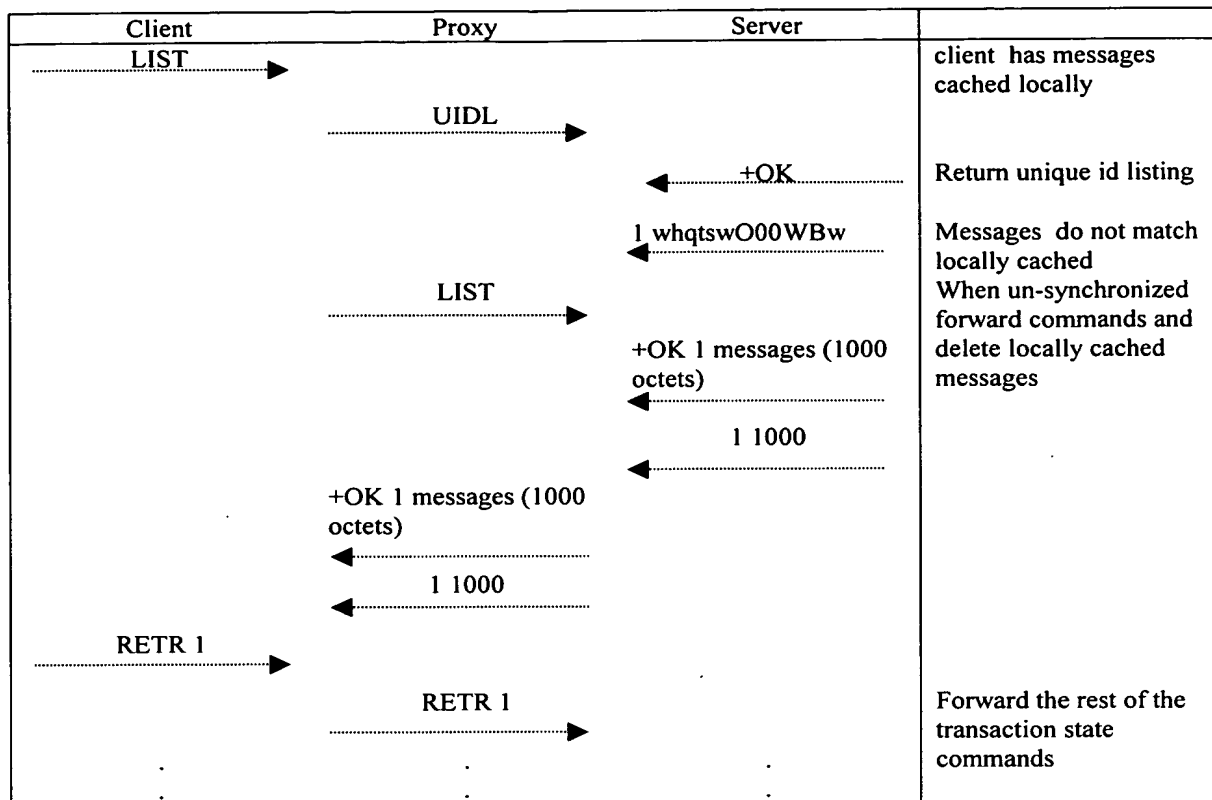 Client Proxy Server
LIST
client has messages
cached locally
UIDL
+OK
Return unique id listing
1 whqtswO00WBw
Messages do not match
locally cached
LIST
When un-synchronized
forward commands and
delete locally cached
messages
+OK 1 messages (1000
octets)
1 1000
+OK 1 messages (1000
octets)
1 1000
RETR 1
RETR 1
Forward the rest of the
transaction state
commands
. . .
. . .